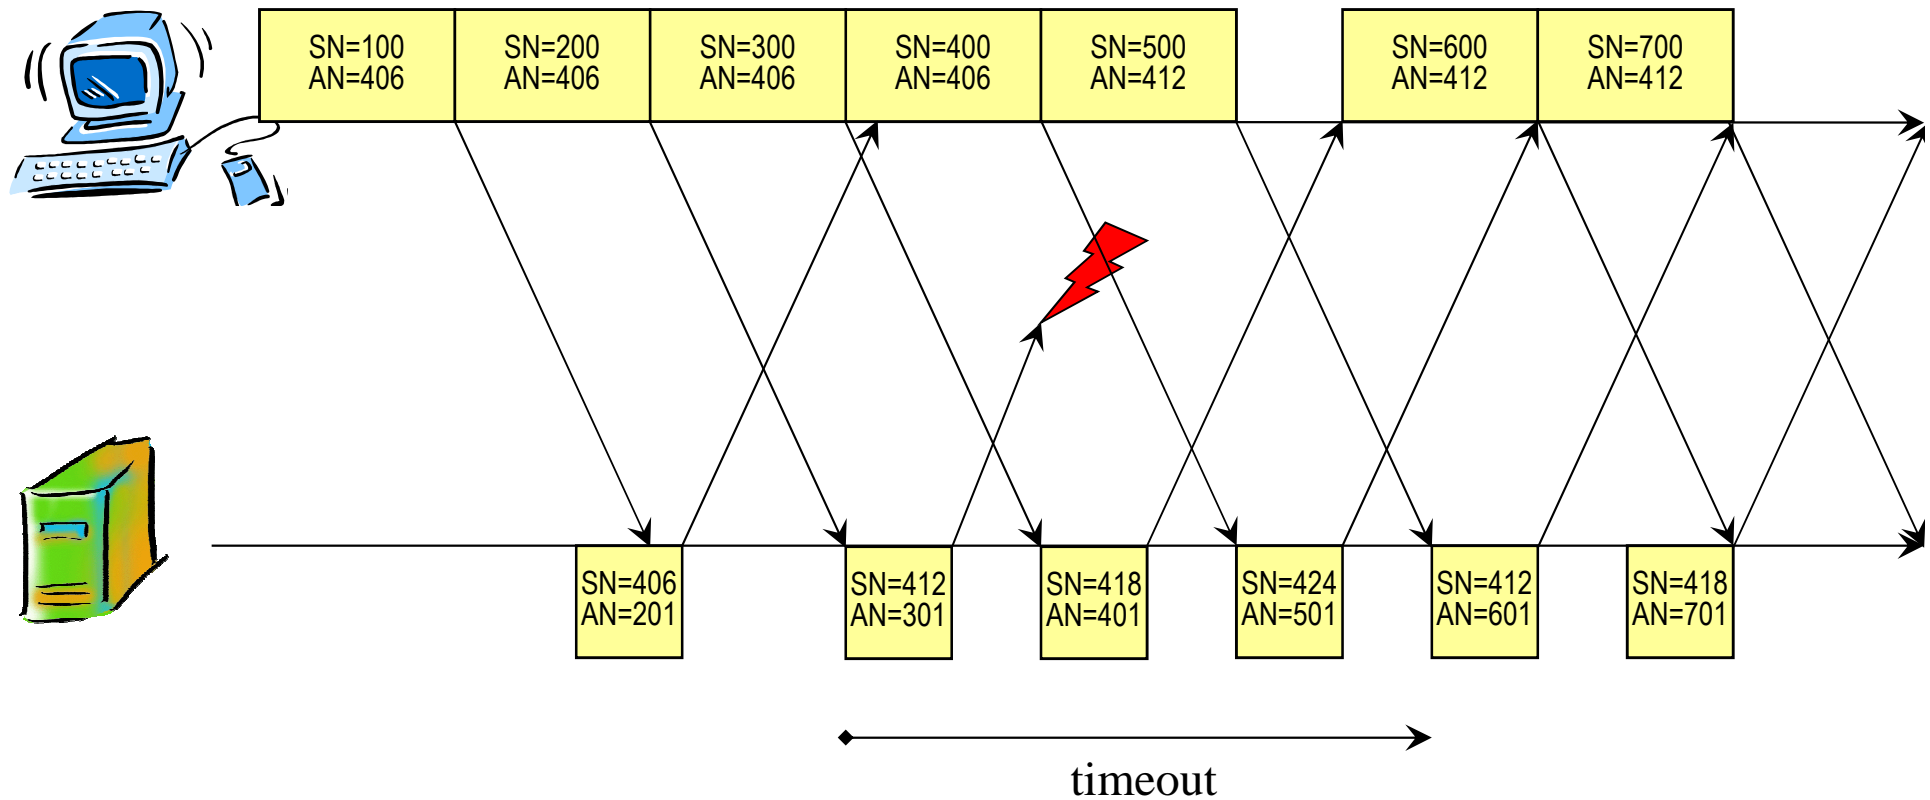 SN=100
AN=406
SN=200
AN=406
SN=300
AN=406
SN=400
AN=406
SN=500
AN=412
SN=600
AN=412
SN=700
AN=412
SN=406
AN=201
SN=412
AN=301
SN=418
AN=401
SN=424
AN=501
SN=412
AN=601
SN=418
AN=701
timeout